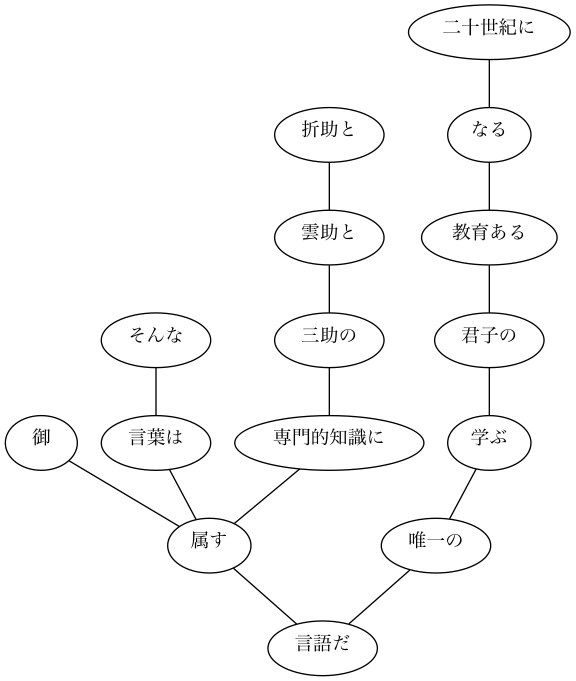 二十世紀に
折助と
なる
雲助と
教育ある
そんな
三助の
君子の
御
言葉は
専門的知識に
学ぶ
属す
唯一の
言語だ